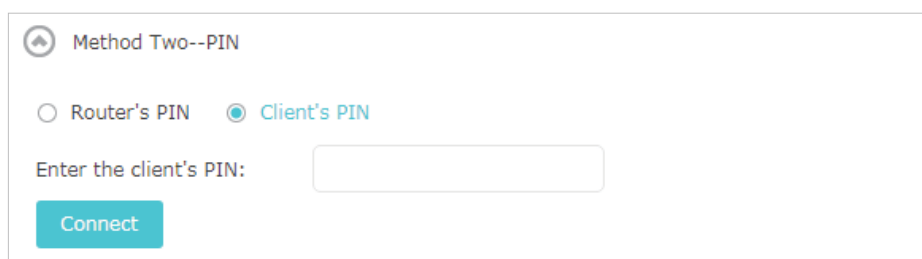 Method Two--PIN
Router's PIN Client's PIN
Enter the client's PIN:
Connect